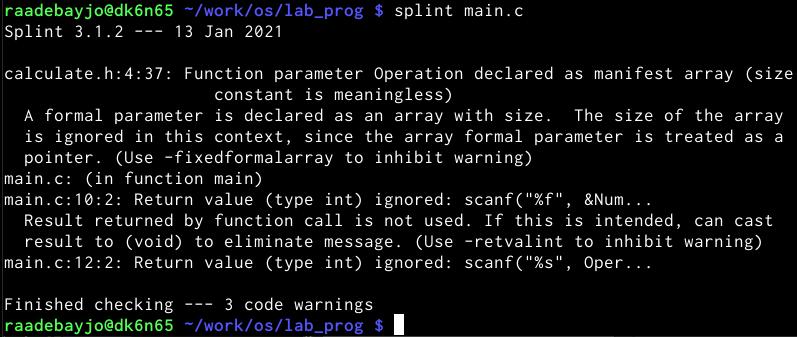 raadebayjo@dk6n65 ~/work/os/lab_prog $ splint main.c
Splint 3.1.2 --- 13 Jan 2021

calculate.h:4:37: Function parameter Operation declared as manifest array (size
                     constant is meaningless)
  A formal parameter is declared as an array with size.  The size of the array
  is ignored in this context, since the array formal parameter is treated as a
  pointer. (Use -fixedformalarray to inhibit warning)
main.c: (in function main)
main.c:10:2: Return value (type int) ignored: scanf("%f", &Num...
  Result returned by function call is not used. If this is intended, can cast
  result to (void) to eliminate message. (Use -retvalint to inhibit warning)
main.c:12:2: Return value (type int) ignored: scanf("%s", Oper...

Finished checking --- 3 code warnings
raadebayjo@dk6n65 ~/work/os/lab_prog $